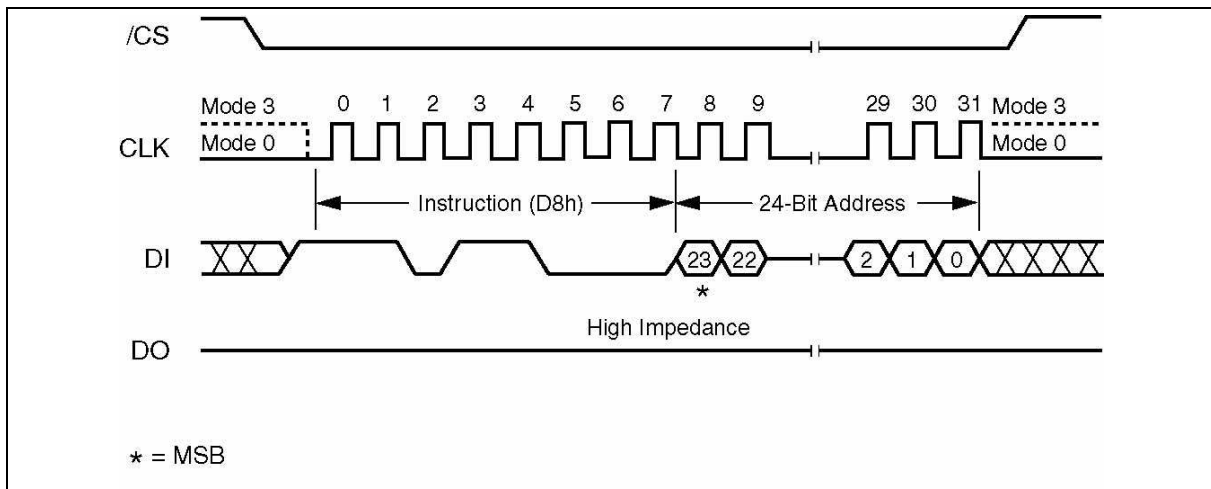 /CS
Mode 3
0 1 2 3 4 5 6 7 8 9 29 30 31
Mode 3
CLK
Mode 0
Mode 0
Instruction (D8h)
24-Bit Address
DI
23 22 2 1 0
*
High Impedance
DO
* = MSB